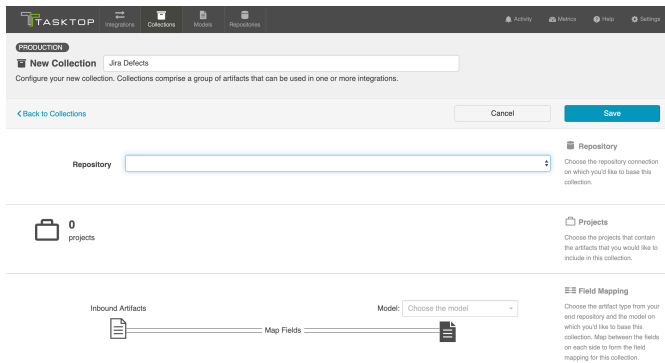 TASKTOP
Integrations
Collections
Models
Repositories
Activity
Metrics
Help
Settings
PRODUCTION
New Collection
Jira Defects
Configure your new collection. Collections comprise a group of artifacts that can be used in one or more integrations.
Back to Collections
Cancel
Save
Repository
Repository
Choose the repository connection
on which you'd like to base this
collection.
0
projects
Projects
Choose the projects that contain
the artifacts that you would like to
include in this collection.
Inbound Artifacts
Map Fields
Model:
Choose the model
Field Mapping
Choose the artifact type from your
end repository and the model on
which you'd like to base this
collection. Map between the fields
on each side to form the field
mapping for this collection.